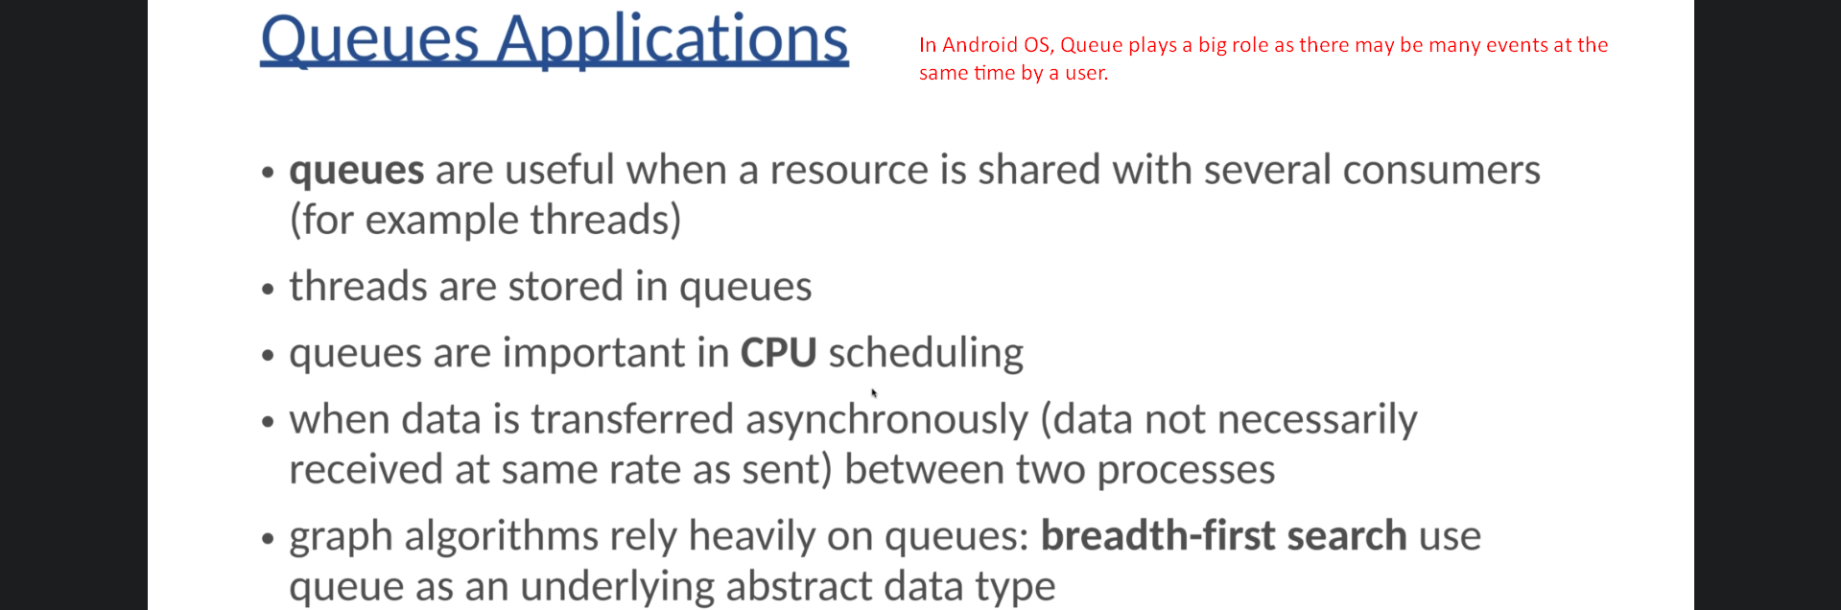 Queues Applications
In Android OS, Queue plays a big role as there may be many events at the
same time by a user.
• queues are useful when a resource is shared with several consumers
(for example threads)
• threads are stored in queues
• queues are important in CPU scheduling
• when data is transferred asynchronously (data not necessarily
received at same rate as sent) between two processes
• graph algorithms rely heavily on queues: breadth-first search use
queue as an underlying abstract data type